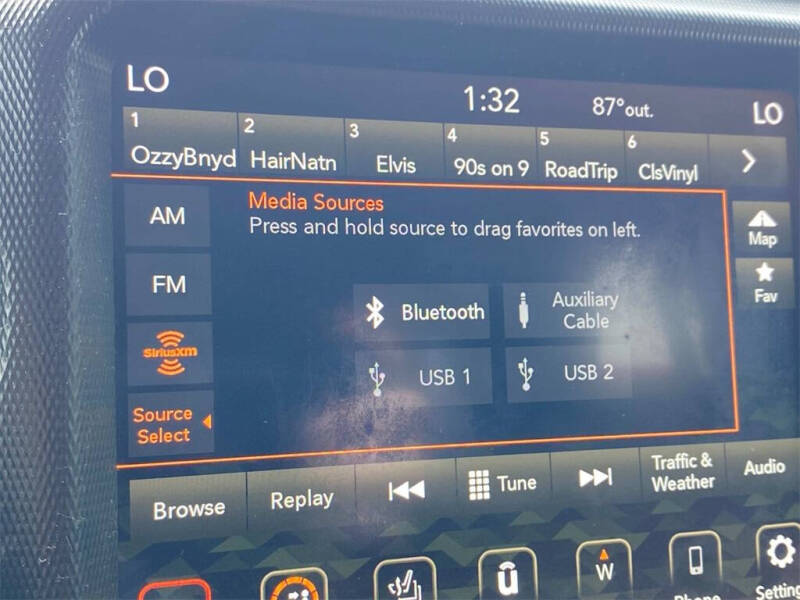 LO 1:32 87° out. LO
1 2 3 4 5 6
OzzyBnyd HairNatn Elvis 90s on 9 RoadTrip ClsVinyl
AM
FM
SiriusXM
Source
Select
Media Sources
Press and hold source to drag favorites on left.
Bluetooth
Auxiliary
Cable
USB 1
USB 2
Map
Fav
Browse
Replay
Tune
Traffic &
Weather
Audio
ū
W
Phone
Setting